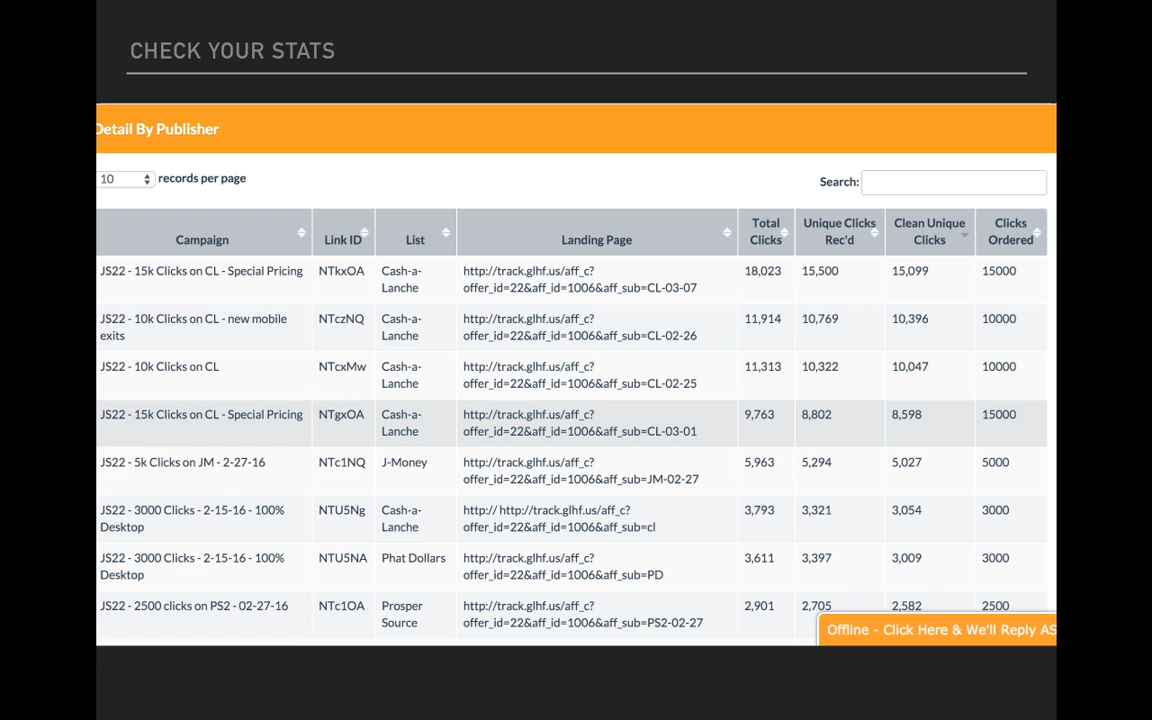 CHECK YOUR STATS
Detail By Publisher
10 records per page
Search:
Campaign Link ID List Landing Page Total Clicks Unique Clicks Rec'd Clean Unique Clicks Clicks Ordered
JS22 - 15k Clicks on CL - Special Pricing NTkxOA Cash-a- http://track.glhf.us/aff_c? 18,023 15,500 15,099 15000
Lanche offer_id=22&aff_id=1006&aff_sub=CL-03-07
JS22 - 10k Clicks on CL - new mobile NTczNQ Cash-a- http://track.glhf.us/aff_c? 11,914 10,769 10,396 10000
exits Lanche offer_id=22&aff_id=1006&aff_sub=CL-02-26
JS22 - 10k Clicks on CL NTcxMw Cash-a- http://track.glhf.us/aff_c? 11,313 10,322 10,047 10000
Lanche offer_id=22&aff_id=1006&aff_sub=CL-02-25
JS22 - 15k Clicks on CL - Special Pricing NTgxOA Cash-a- http://track.glhf.us/aff_c? 9,763 8,802 8,598 15000
Lanche offer_id=22&aff_id=1006&aff_sub=CL-03-01
JS22 - 5k Clicks on JM - 2-27-16 NTc1NQ J-Money http://track.glhf.us/aff_c? 5,963 5,294 5,027 5000
offer_id=22&aff_id=1006&aff_sub=JM-02-27
JS22 - 3000 Clicks - 2-15-16 - 100% NTU5Ng Cash-a- http:// http://track.glhf.us/aff_c? 3,793 3,321 3,054 3000
Desktop Lanche offer_id=22&aff_id=1006&aff_sub=cl
JS22 - 3000 Clicks - 2-15-16 - 100% NTU5NA Phat Dollars http://track.glhf.us/aff_c? 3,611 3,397 3,009 3000
Desktop offer_id=22&aff_id=1006&aff_sub=PD
JS22 - 2500 clicks on PS2 - 02-27-16 NTc1OA Prosper http://track.glhf.us/aff_c? 2,901 2,705 2,582 2500
Source offer_id=22&aff_id=1006&aff_sub=PS2-02-27
Offline - Click Here & We'll Reply AS